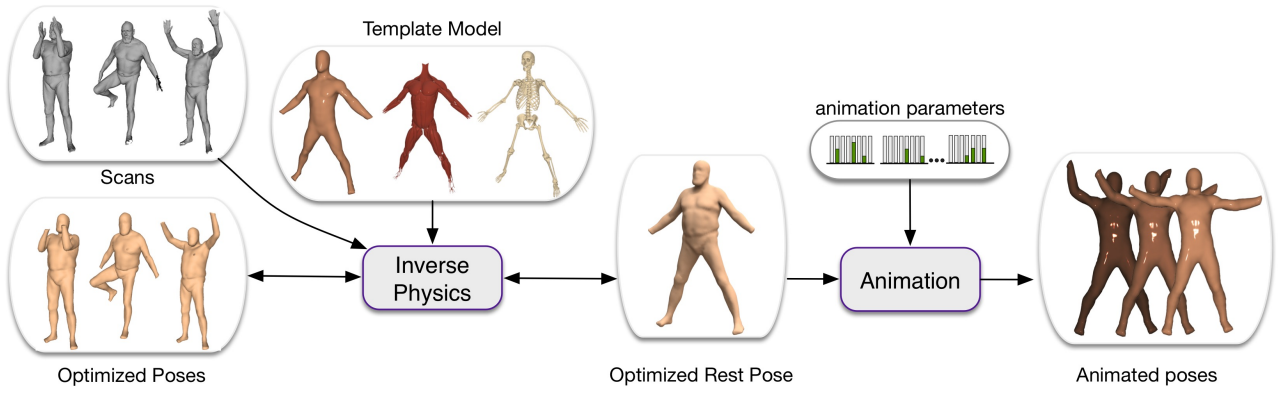 Template Model
Scans
animation parameters
Inverse
Physics
Animation
Optimized Poses
Optimized Rest Pose
Animated poses